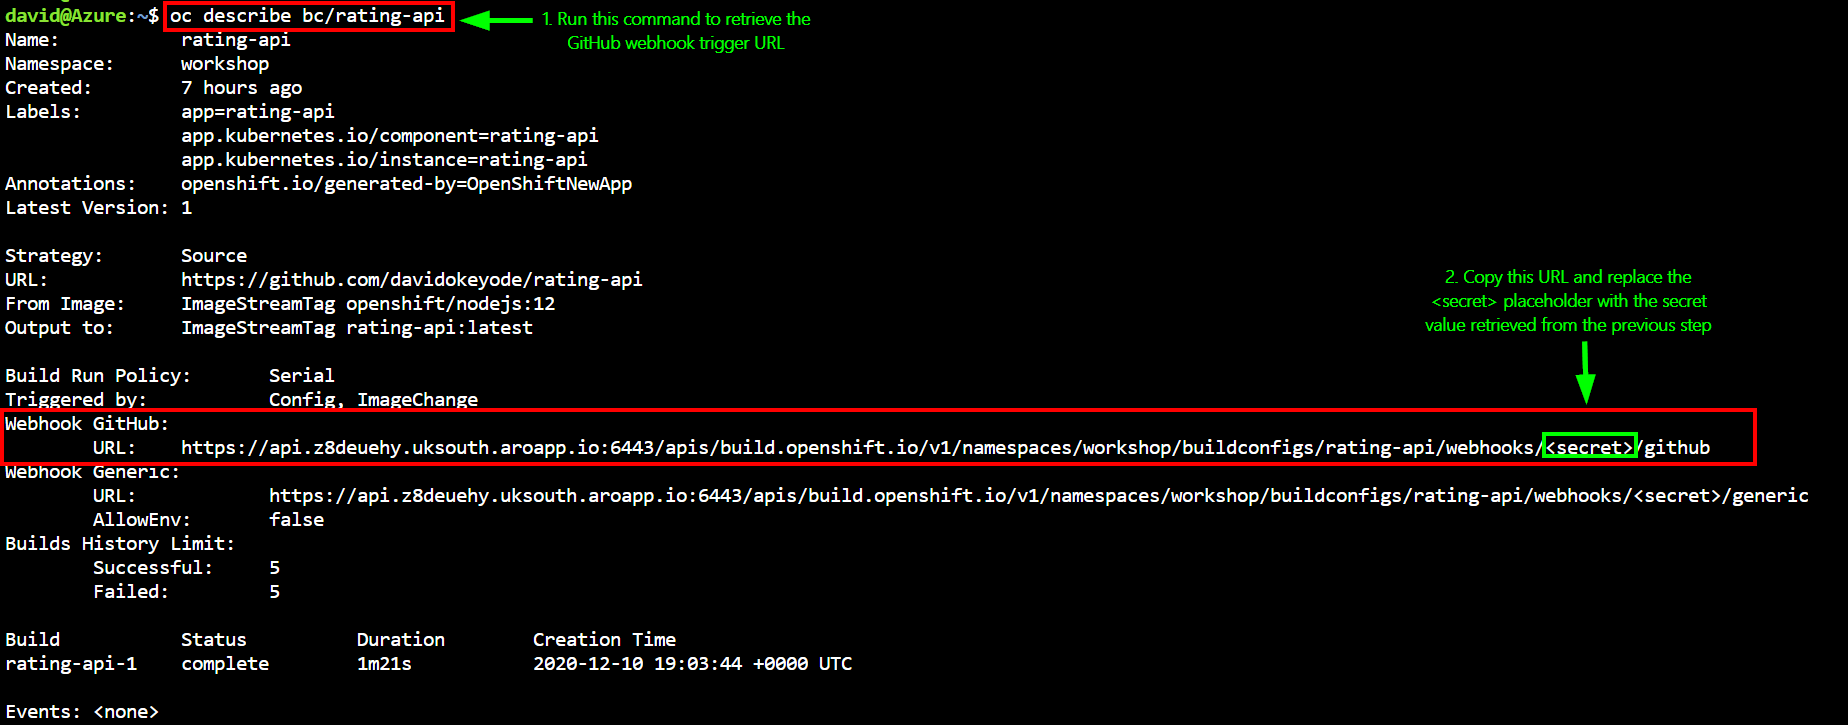 david@Azure:~$ oc describe bc/rating-api
1. Run this command to retrieve the
GitHub webhook trigger URL
Name: rating-api
Namespace: workshop
Created: 7 hours ago
Labels: app=rating-api
app.kubernetes.io/component=rating-api
app.kubernetes.io/instance=rating-api
Annotations: openshift.io/generated-by=OpenShiftNewApp
Latest Version: 1
Strategy: Source
URL: https://github.com/davidokeyode/rating-api
From Image: ImageStreamTag openshift/nodejs:12
Output to: ImageStreamTag rating-api:latest
2. Copy this URL and replace the
<secret> placeholder with the secret
value retrieved from the previous step
Build Run Policy: Serial
Triggered by: Config, ImageChange
Webhook GitHub:
URL: https://api.z8deuehy.uksouth.aroapp.io:6443/apis/build.openshift.io/v1/namespaces/workshop/buildconfigs/rating-api/webhooks/<secret>/github
Webhook Generic:
URL: https://api.z8deuehy.uksouth.aroapp.io:6443/apis/build.openshift.io/v1/namespaces/workshop/buildconfigs/rating-api/webhooks/<secret>/generic
AllowEnv: false
Builds History Limit:
Successful: 5
Failed: 5
Build Status Duration Creation Time
rating-api-1 complete 1m21s 2020-12-10 19:03:44 +0000 UTC
Events: <none>